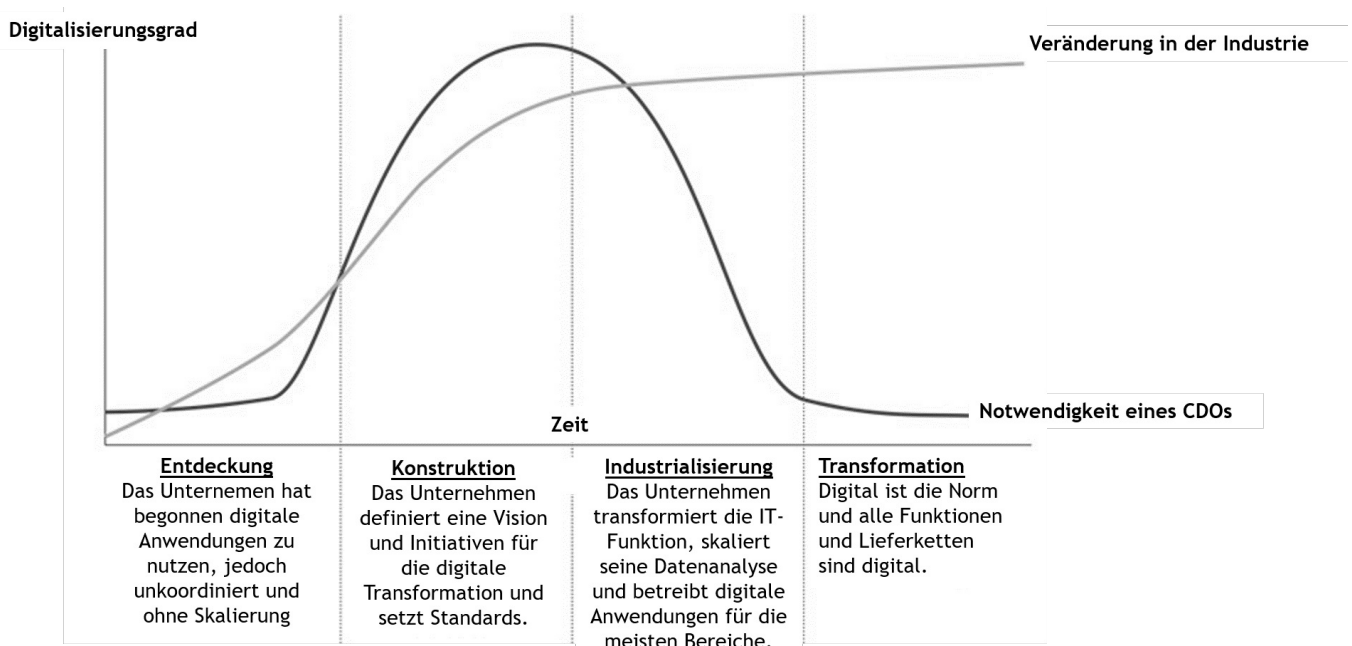 Digitalisierungsgrad
Veränderung in der Industrie
Notwendigkeit eines CDOs
Zeit
Entdeckung
Das Unternemen hat
begonnen digitale
Anwendungen zu
nutzen, jedoch
unkoordiniert und
ohne Skalierung
Konstruktion
Das Unternehmen
definiert eine Vision
und Initiativen für
die digitale
Transformation und
setzt Standards.
Industrialisierung
Das Unternehmen
transformiert die IT-
Funktion, skaliert
seine Datenanalyse
und betreibt digitale
Anwendungen für die
meisten Bereiche.
Transformation
Digital ist die Norm
und alle Funktionen
und Lieferketten
sind digital.